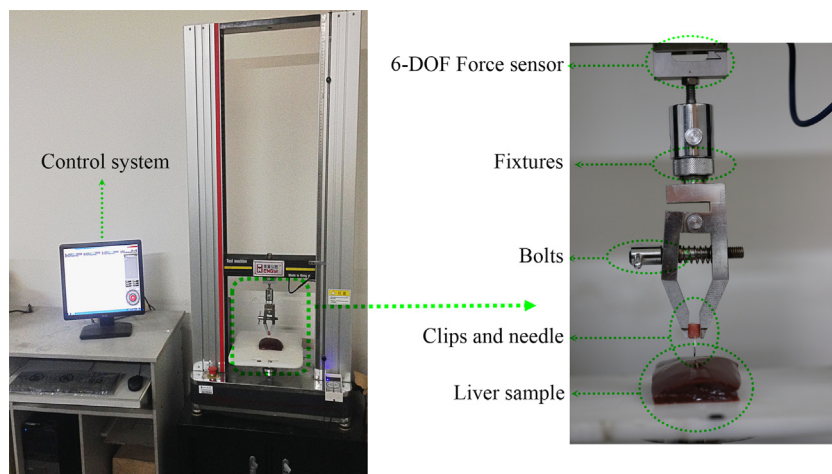 6-DOF Force sensor
Control system
Fixtures
Bolts
Clips and needle
Liver sample